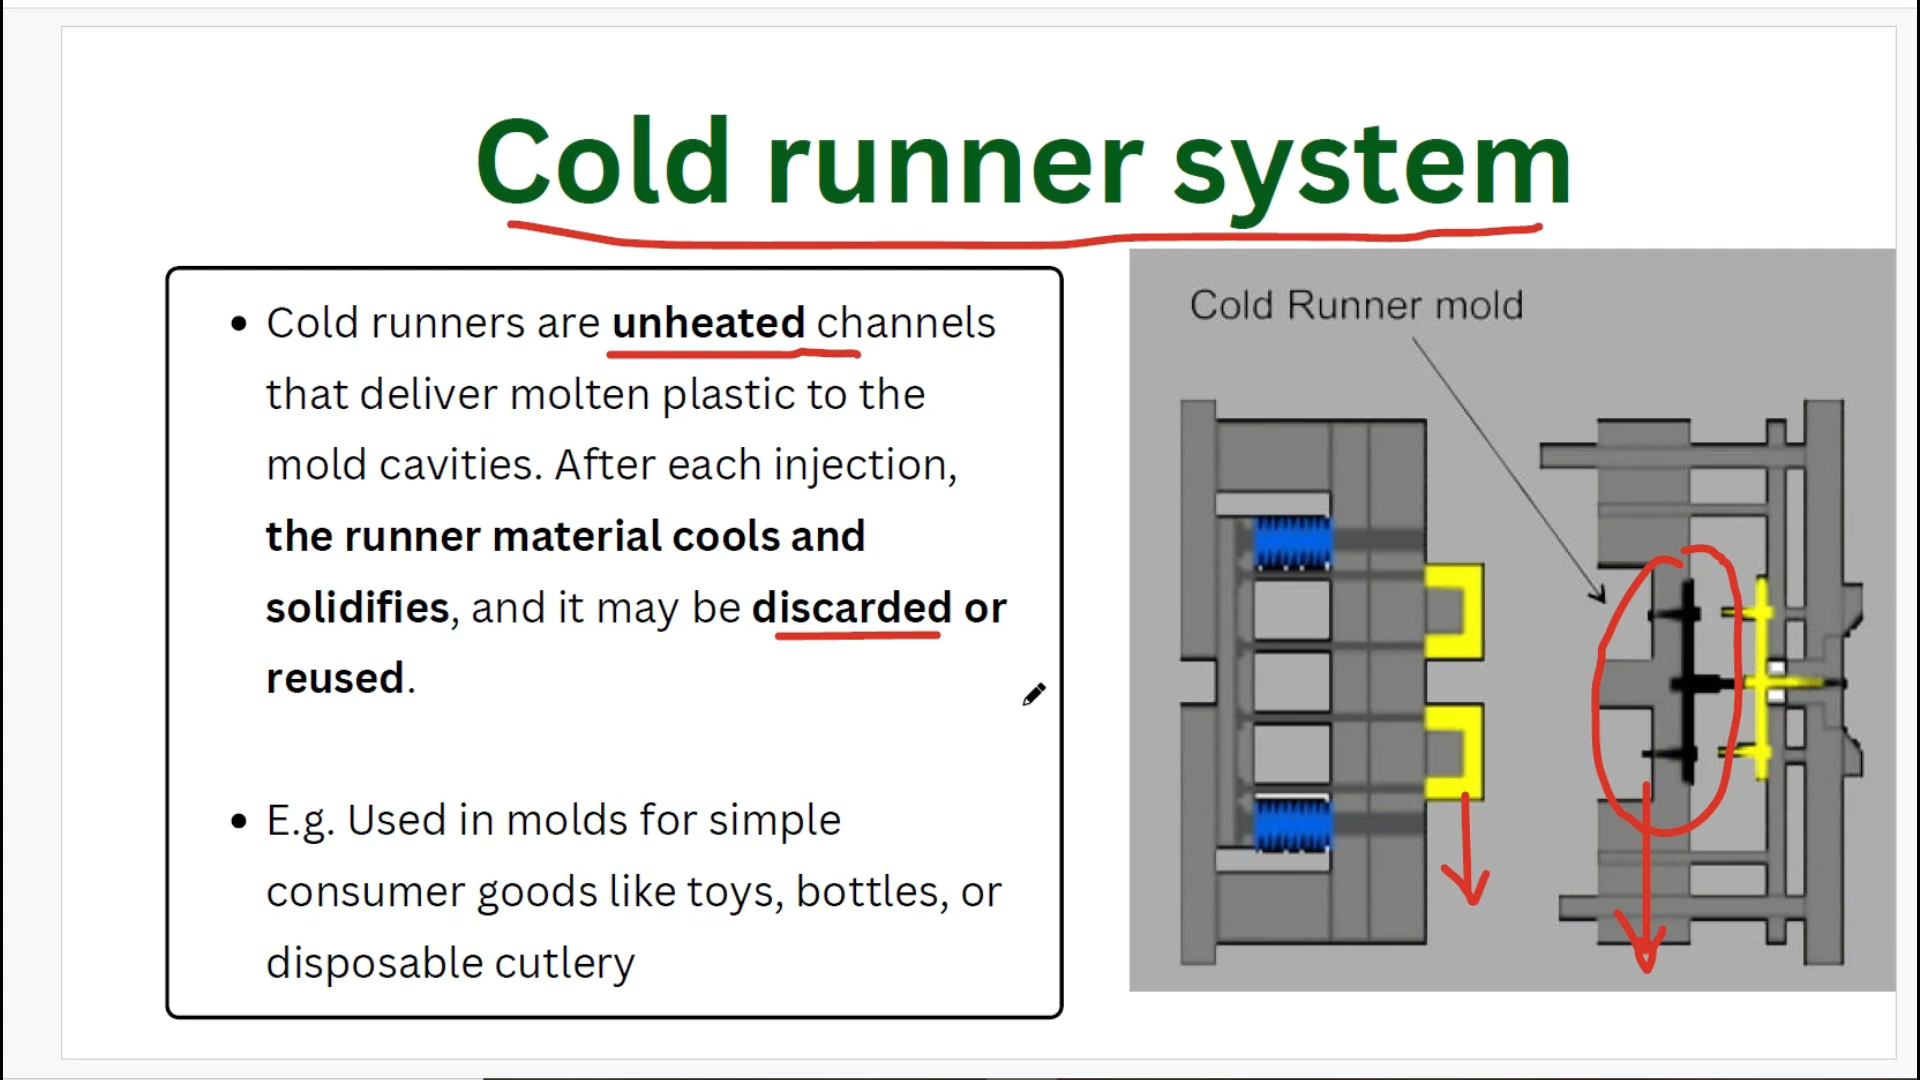 Cold runner system
• Cold runners are unheated channels
that deliver molten plastic to the
mold cavities. After each injection,
the runner material cools and
solidifies, and it may be discarded or
reused.
• E.g. Used in molds for simple
consumer goods like toys, bottles, or
disposable cutlery
Cold Runner mold